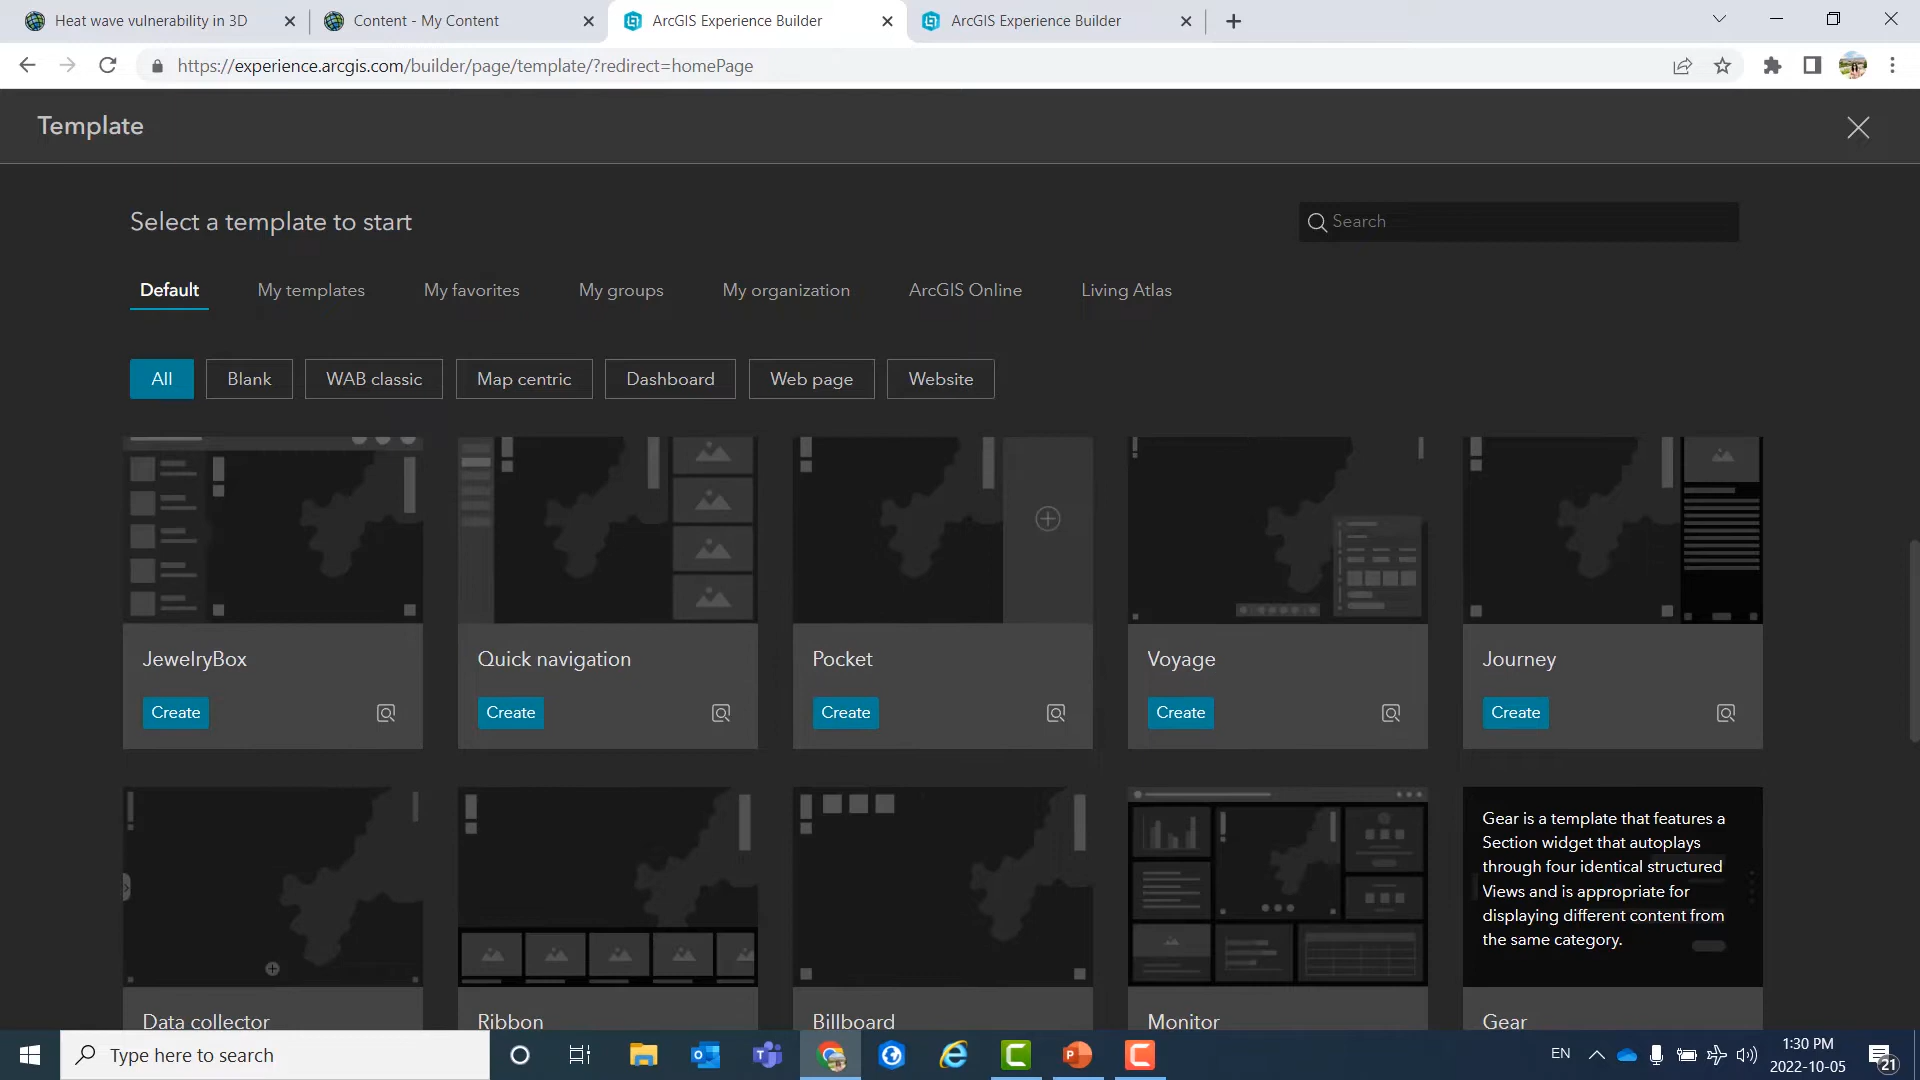 Heat wave vulnerability in 3D
Content - My Content
ArcGIS Experience Builder
ArcGIS Experience Builder
https://experience.arcgis.com/builder/page/template/?redirect=homePage
Template
Select a template to start
Search
Default My templates My favorites My groups My organization ArcGIS Online Living Atlas
All Blank WAB classic Map centric Dashboard Web page Website
JewelryBox Quick navigation Pocket Voyage Journey
Create Create Create Create Create
Gear is a template that features a
Section widget that autoplays
through four identical structured
Views and is appropriate for
displaying different content from
the same category.
Data collector Ribbon Billboard Monitor Gear
Type here to search
EN
1:30 PM
2022-10-05
21